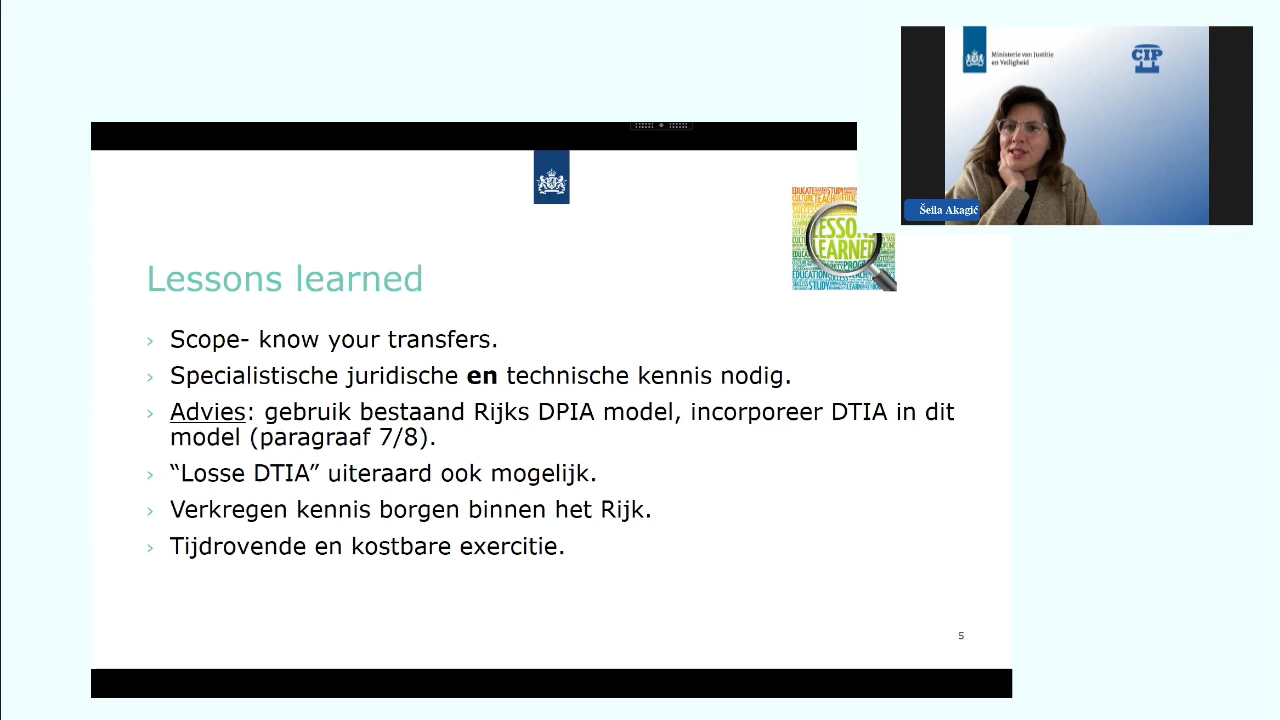 Ministerie van Justitie
en Veiligheid
CIP
Šeila Akagić
LESSONS
LEARNED
Lessons learned
› Scope- know your transfers.
› Specialistische juridische en technische kennis nodig.
› Advies: gebruik bestaand Rijks DPIA model, incorporeer DTIA in dit
model (paragraaf 7/8).
› “Losse DTIA” uiteraard ook mogelijk.
› Verkregen kennis borgen binnen het Rijk.
› Tijdrovende en kostbare exercitie.
5